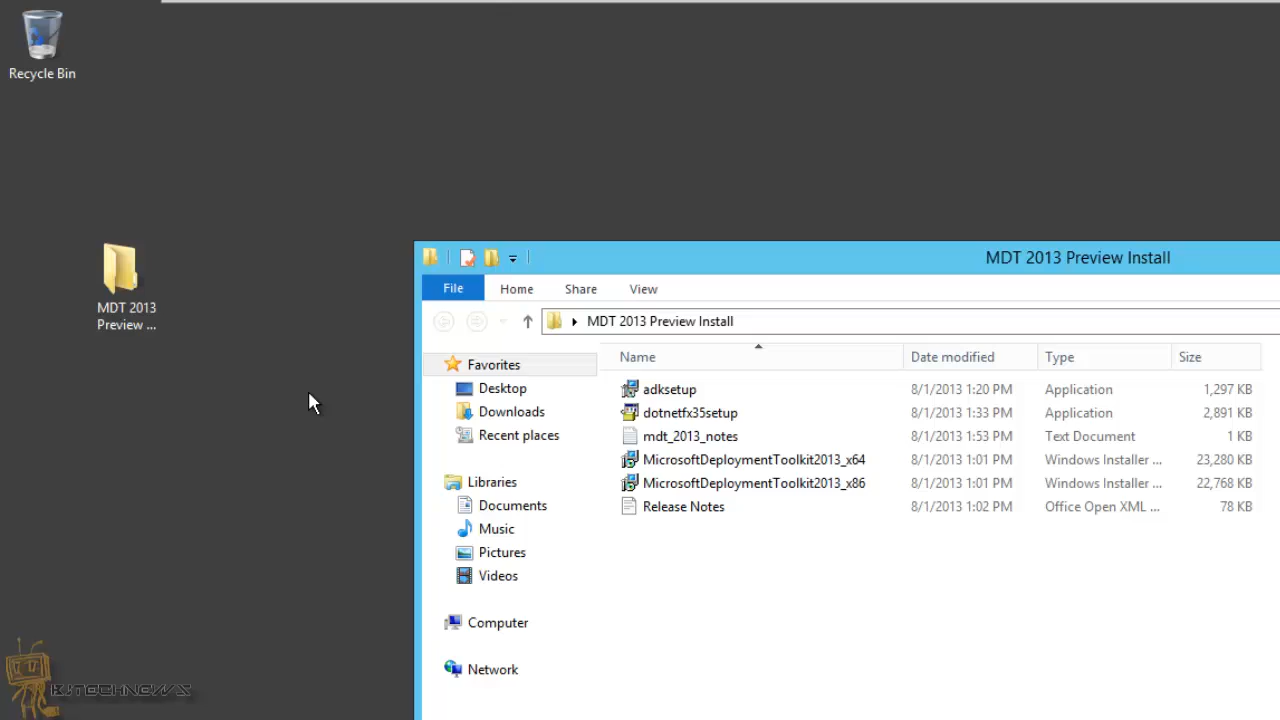 Recycle Bin
MDT 2013
Preview ...
MDT 2013 Preview Install
File Home Share View
MDT 2013 Preview Install
Name Date modified Type Size
Favorites
Desktop
Downloads
Recent places
Libraries
Documents
Music
Pictures
Videos
Computer
Network
adksetup 8/1/2013 1:20 PM Application 1,297 KB
dotnetfx35setup 8/1/2013 1:33 PM Application 2,891 KB
mdt_2013_notes 8/1/2013 1:53 PM Text Document 1 KB
MicrosoftDeploymentToolkit2013_x64 8/1/2013 1:01 PM Windows Installer ... 23,280 KB
MicrosoftDeploymentToolkit2013_x86 8/1/2013 1:01 PM Windows Installer ... 22,768 KB
Release Notes 8/1/2013 1:02 PM Office Open XML ... 78 KB